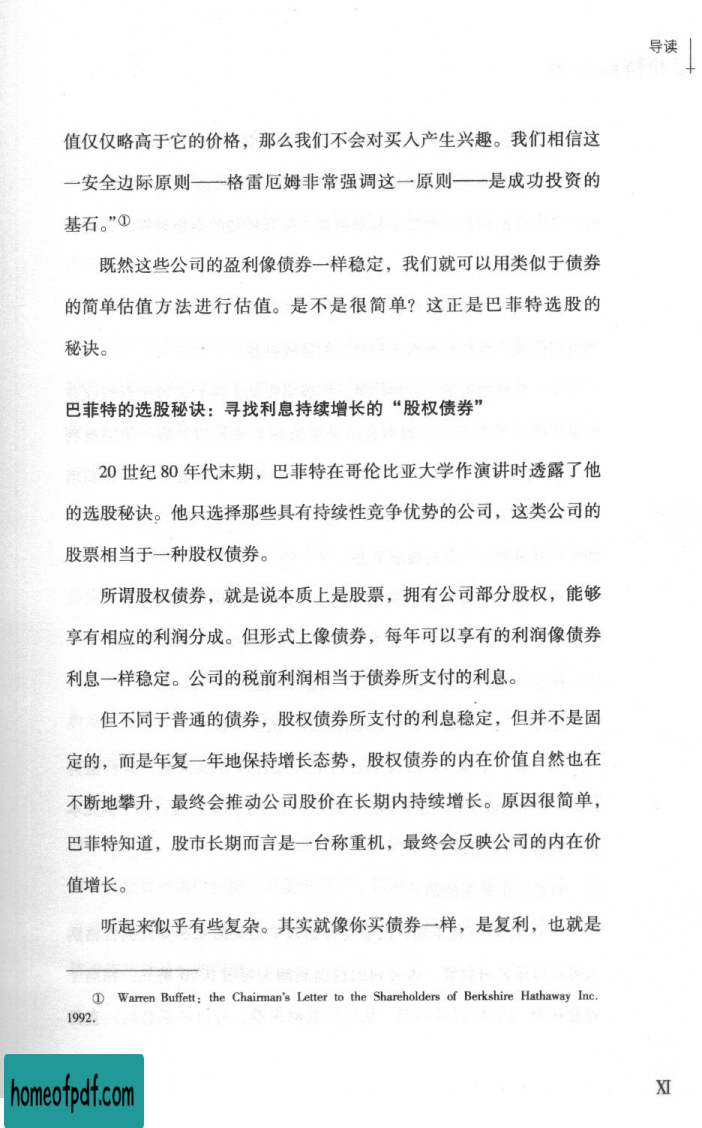 导读
值仅仅略高于它的价格，那么我们不会对买人产生兴趣。我们相信这
一安全边际原则——格雷厄姆非常强调这一原则——是成功投资的
基石。”①
既然这些公司的盈利像债券一样稳定，我们就可以用类似于债券
的简单估值方法进行估值。是不是很简单？这正是巴菲特选股的
秘诀。
巴菲特的选股秘诀：寻找利息持续增长的“股权债券”
20 世纪 80 年代末期，巴菲特在哥伦比亚大学作演讲时透露了他
的选股秘诀。他只选择那些具有持续性竞争优势的公司，这类公司的
股票相当于一种股权债券。
所谓股权债券，就是说本质上是股票，拥有公司部分股权，能够
享有相应的利润分成。但形式上像债券，每年可以享有的利润像债券
利息一样稳定。公司的税前利润相当于债券所支付的利息。
但不同于普通的债券，股权债券所支付的利息稳定，但并不是固
定的，而是年复一年地保持增长态势，股权债券的内在价值自然也在
不断地攀升，最终会推动公司股价在长期内持续增长。原因很简单，
巴菲特知道，股市长期而言是一台称重机，最终会反映公司的内在价
值增长。
听起来似乎有些复杂。其实就像你买债券一样，是复利，也就是
① Warren Buffett: the Chairman's Letter to the Shareholders of Berkshire Hathaway Inc.
1992.
XI
homeofpdf.com